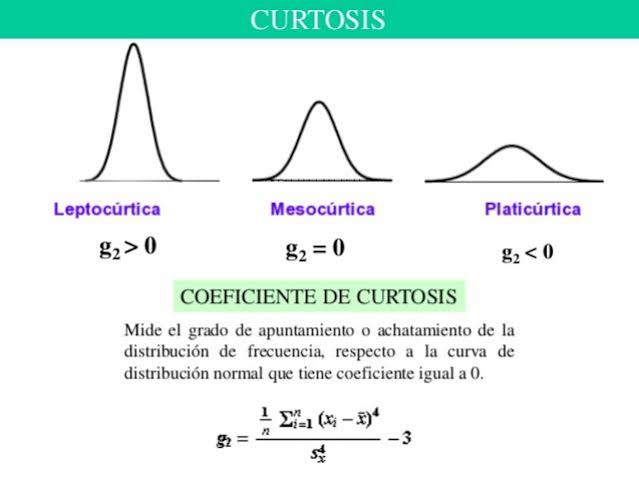 CURTOSIS
Leptocúrtica Mesocúrtica Platicúrtica
g₂ > 0 g₂ = 0 g₂ < 0
COEFICIENTE DE CURTOSIS
Mide el grado de apuntamiento o achatamiento de la
distribución de frecuencia, respecto a la curva de
distribución normal que tiene coeficiente igual a 0.
g₂ = (1/n Σⁿᵢ₌₁ (xᵢ − x̄)⁴) / s⁴ₓ − 3